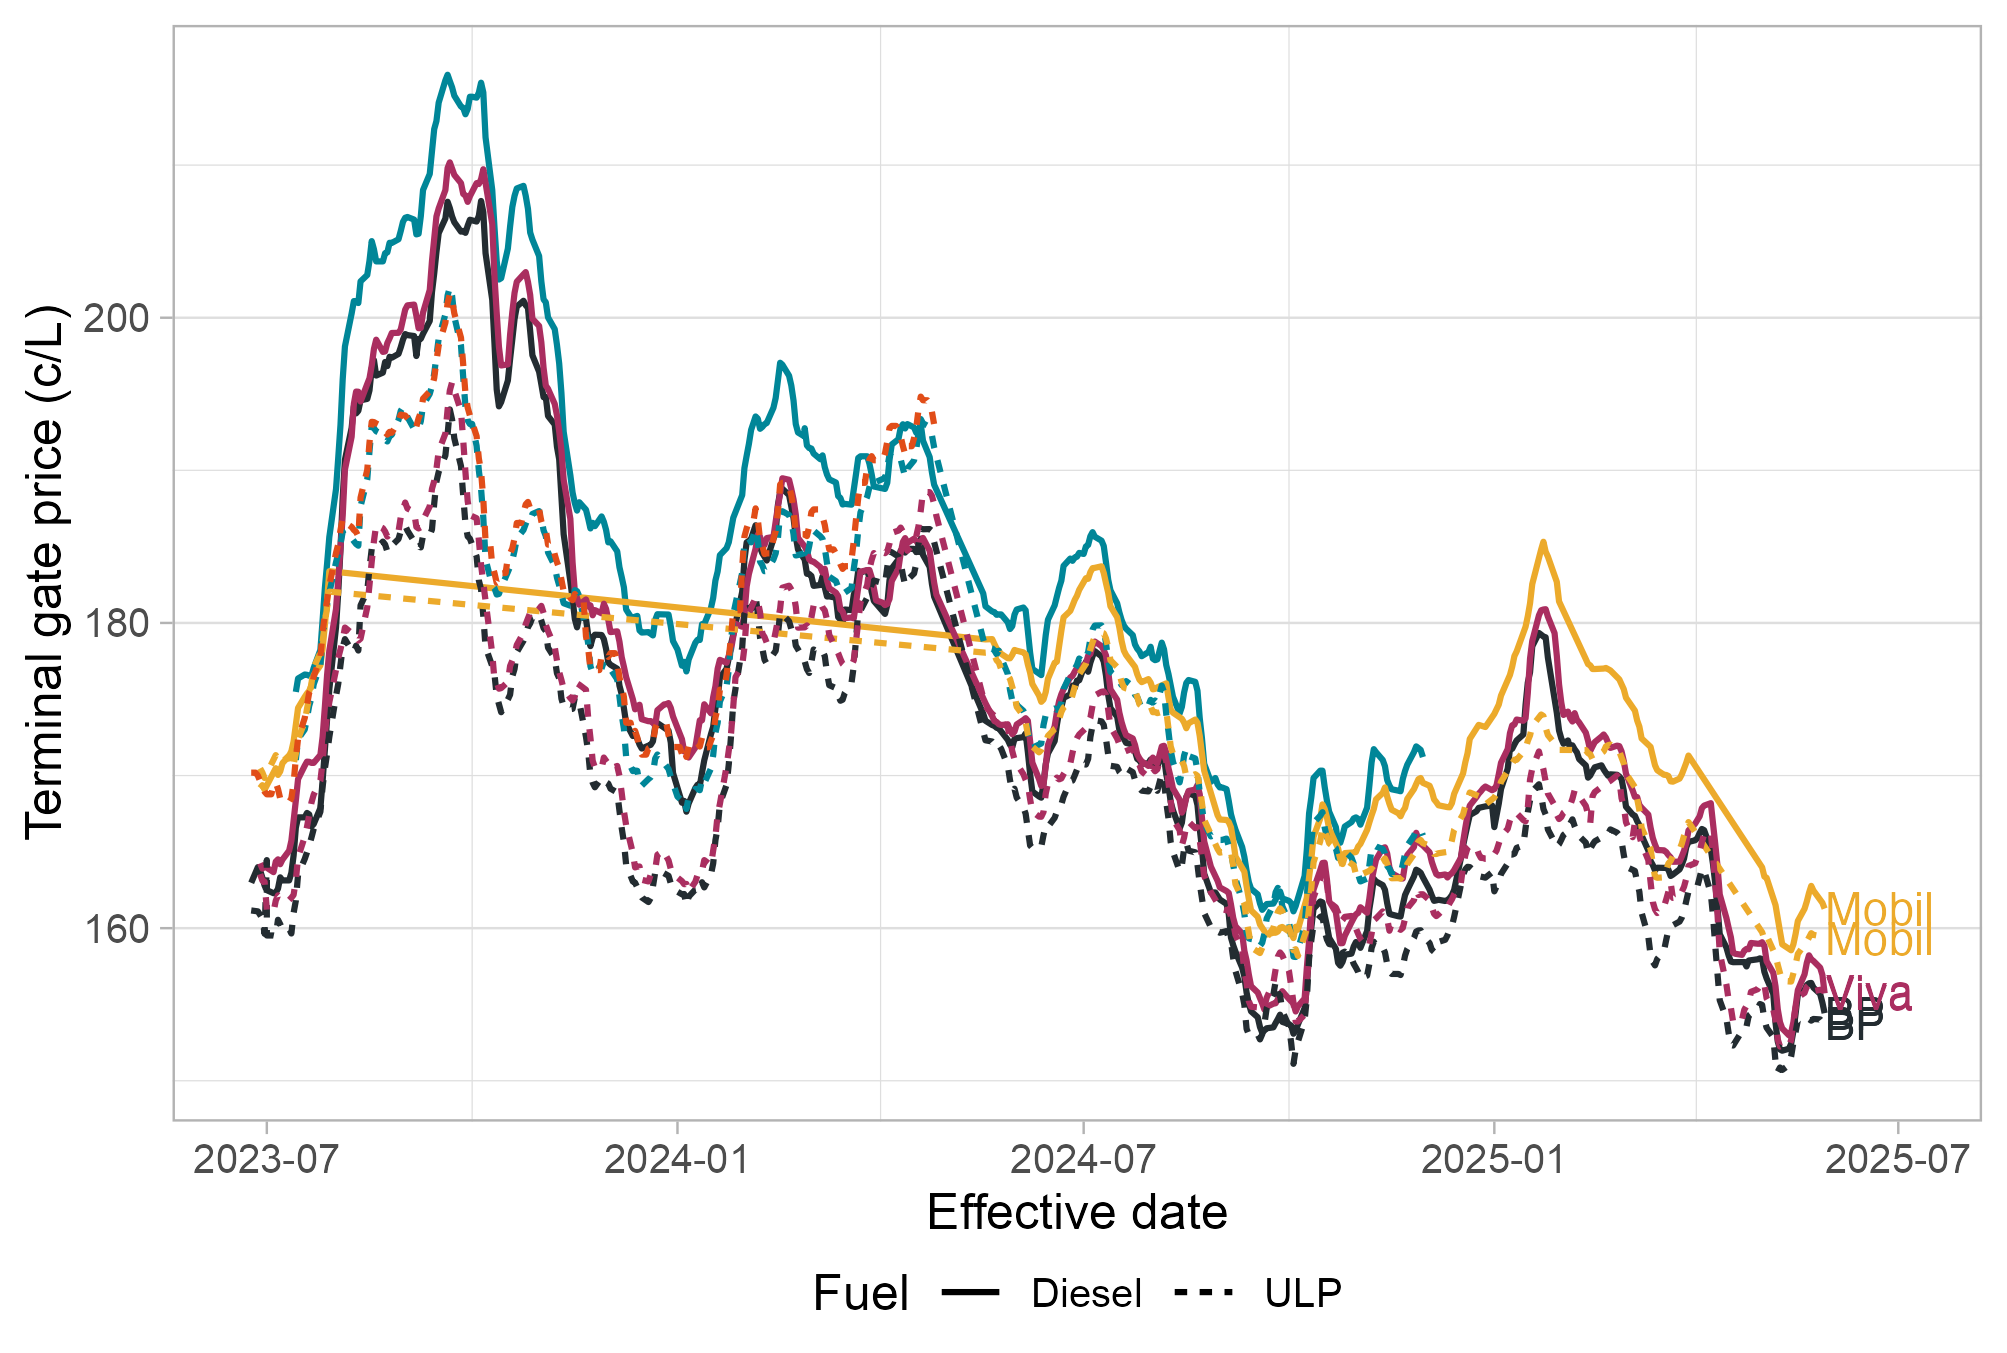 Terminal gate price (c/L)
200
180
160
Mobil
Mobil
Viva
BP
BP
2023-07 2024-01 2024-07 2025-01 2025-07
Effective date
Fuel Diesel ULP